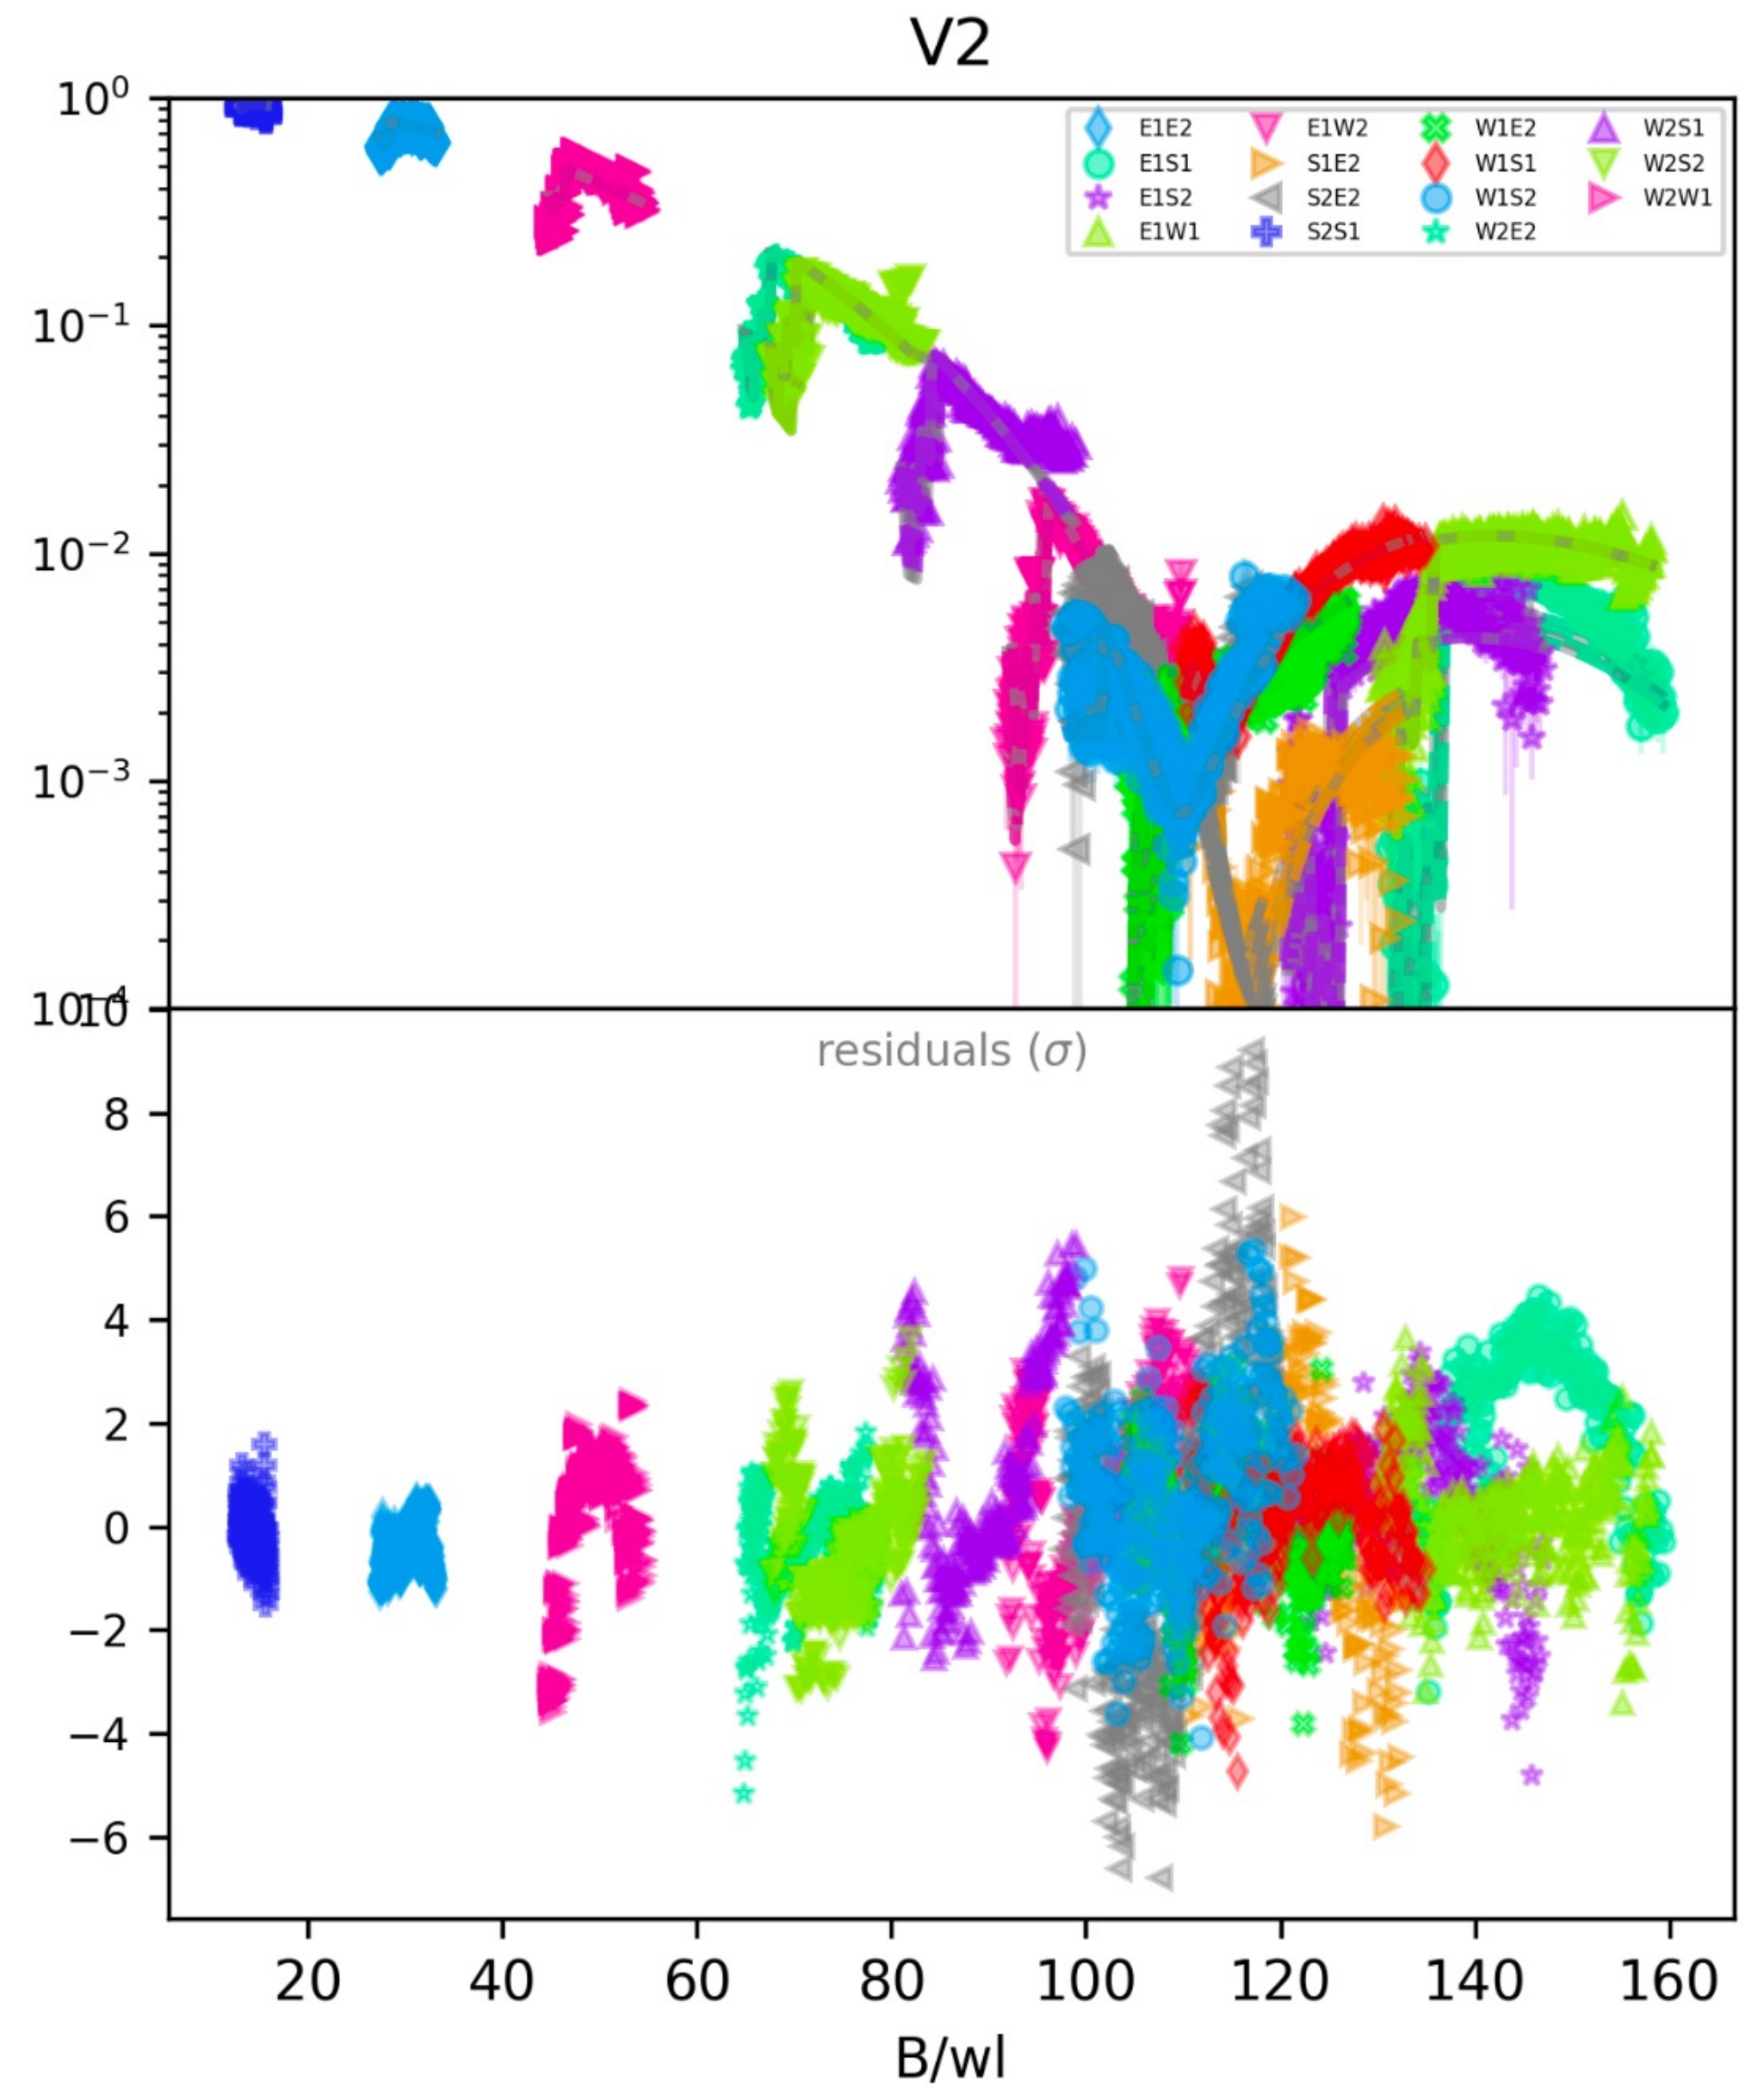 V2
10⁰
E1E2 E1W2 W1E2 W2S1
E1S1 S1E2 W1S1 W2S2
E1S2 S2E2 W1S2 W2W1
E1W1 S2S1 W2E2
10⁻¹
10⁻²
10⁻³
10⁻⁴
10
residuals (σ)
8
6
4
2
0
−2
−4
−6
20 40 60 80 100 120 140 160
B/wl